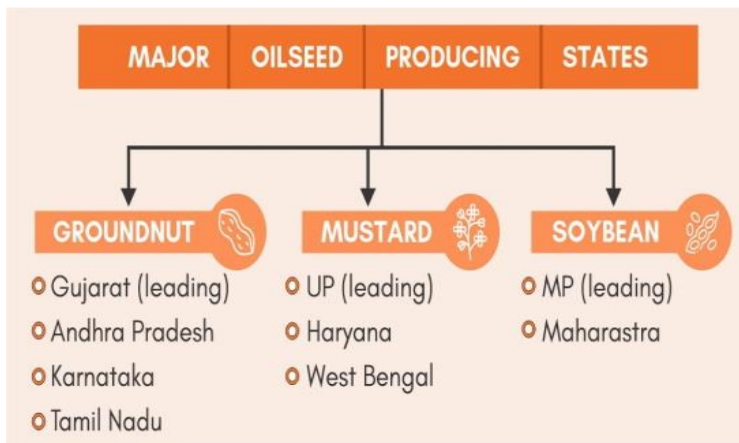 MAJOR OILSEED PRODUCING STATES
GROUNDNUT
Gujarat (leading)
Andhra Pradesh
Karnataka
Tamil Nadu
MUSTARD
UP (leading)
Haryana
West Bengal
SOYBEAN
MP (leading)
Maharastra